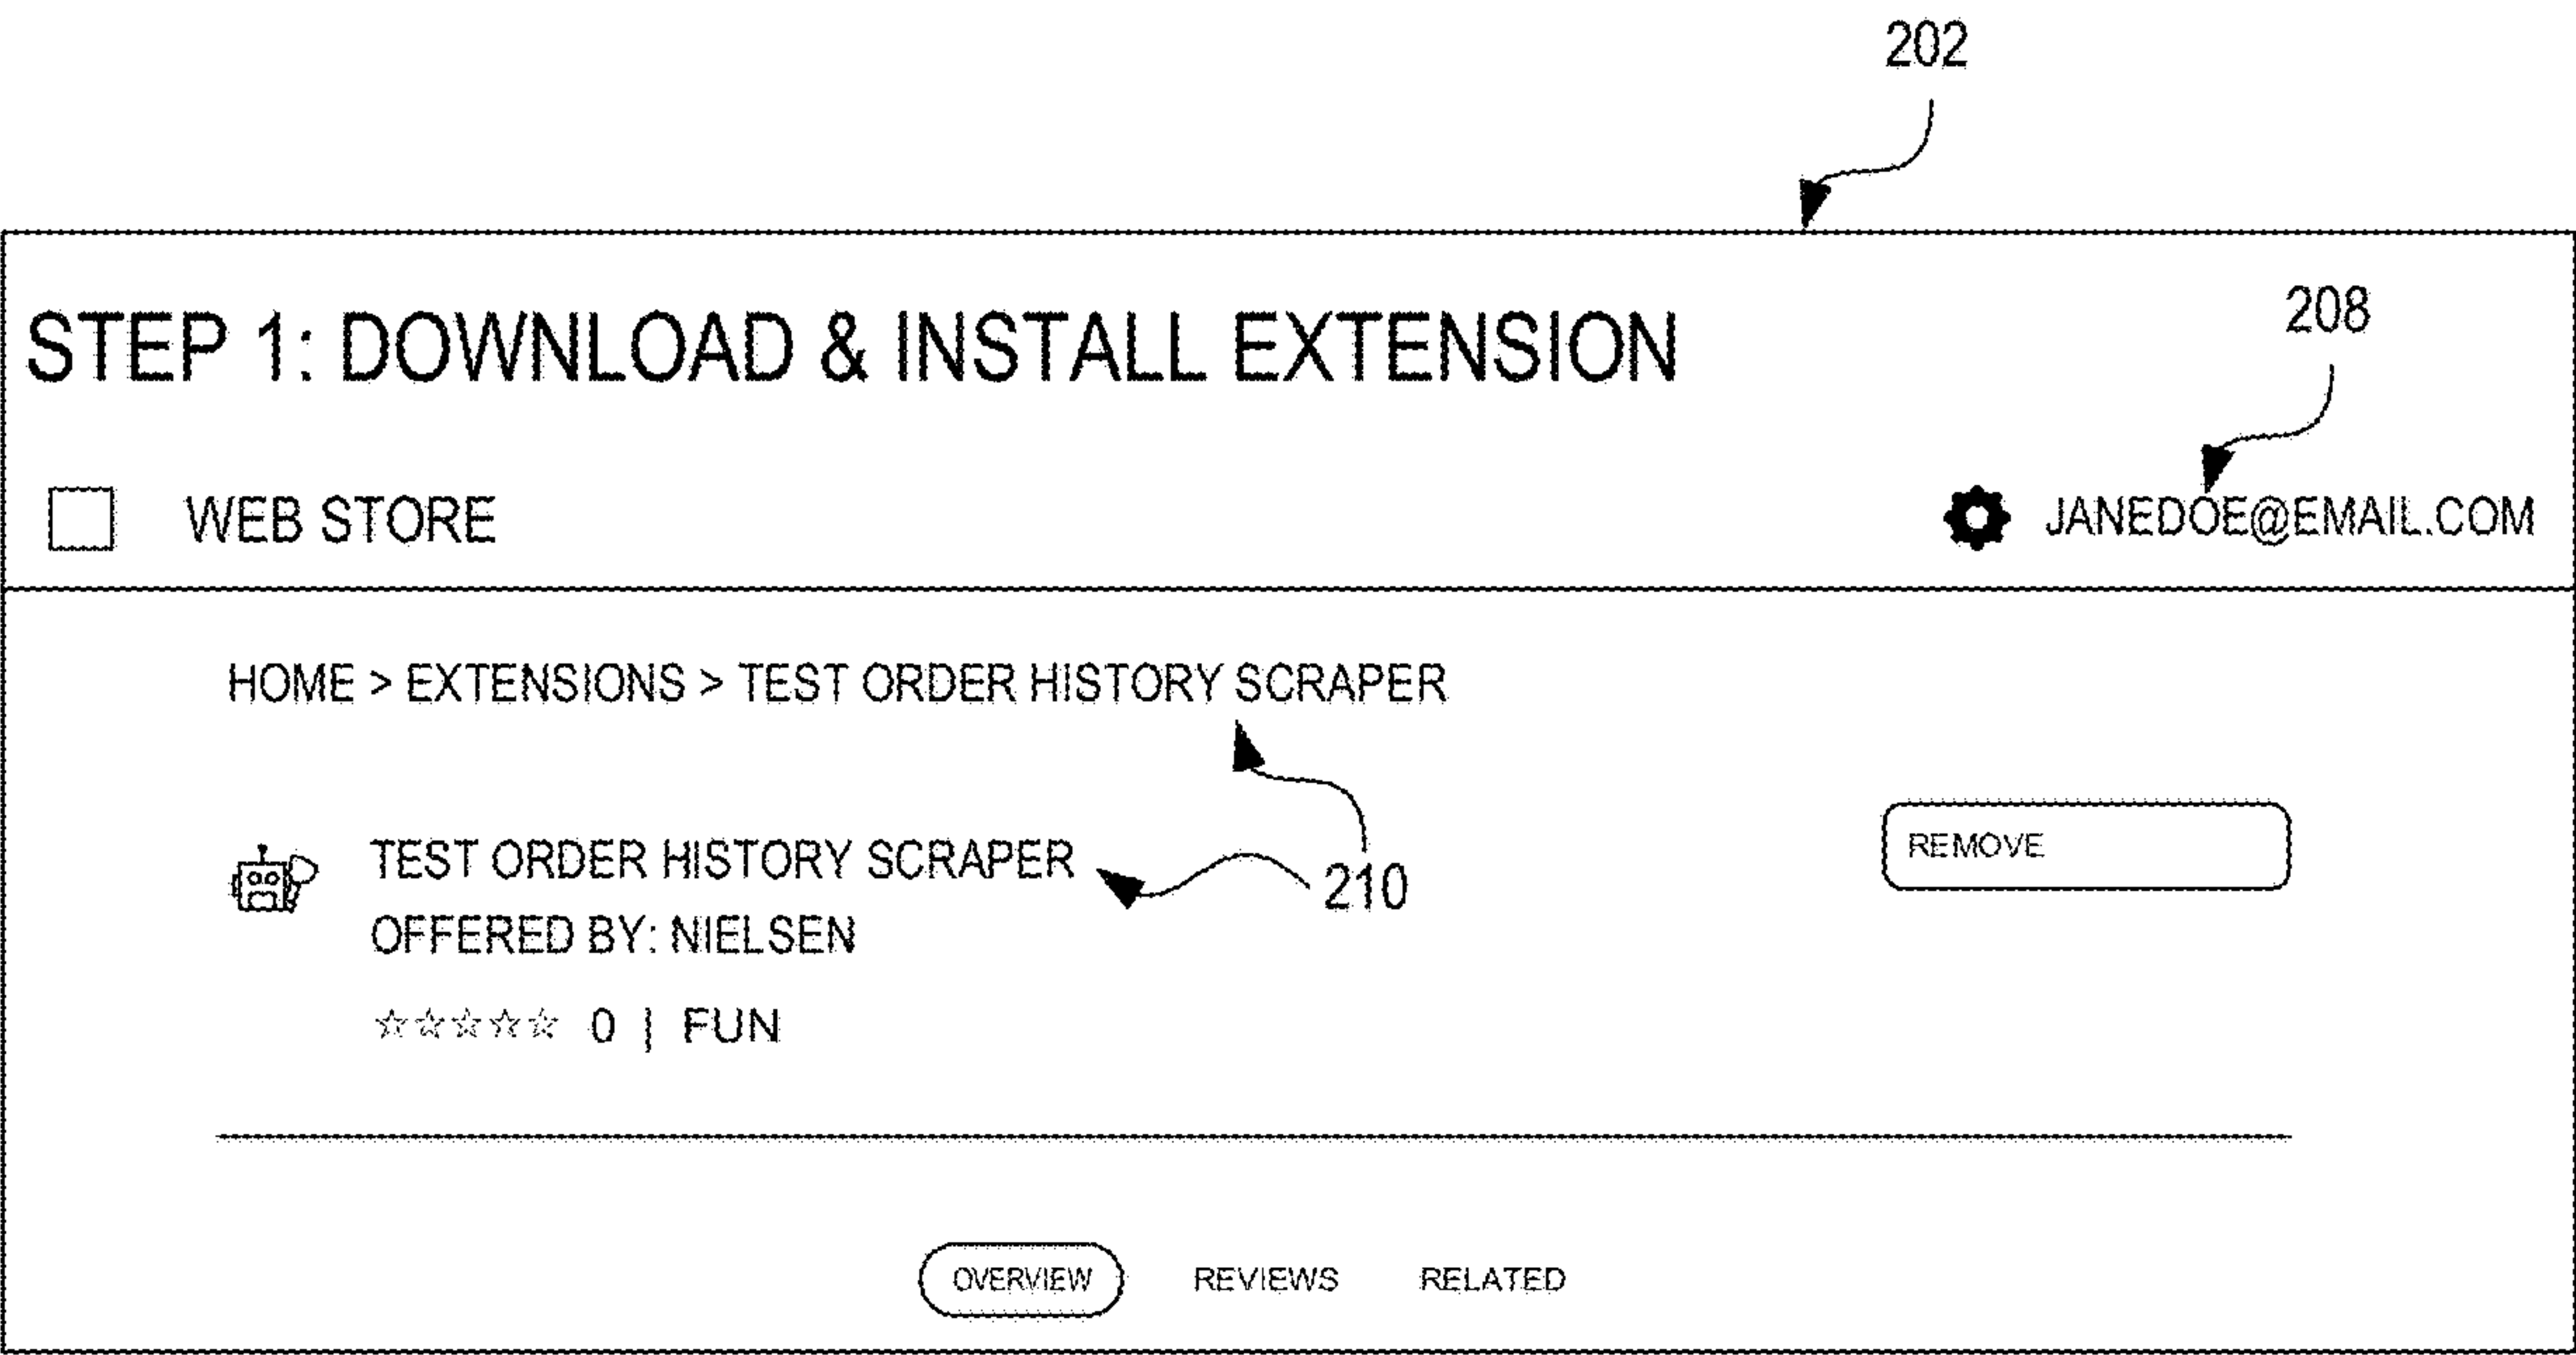 202
STEP 1: DOWNLOAD & INSTALL EXTENSION
208
WEB STORE
JANEDOE@EMAIL.COM
HOME > EXTENSIONS > TEST ORDER HISTORY SCRAPER
TEST ORDER HISTORY SCRAPER
210
REMOVE
OFFERED BY: NIELSEN
☆☆☆☆☆ 0 | FUN
OVERVIEW
REVIEWS
RELATED